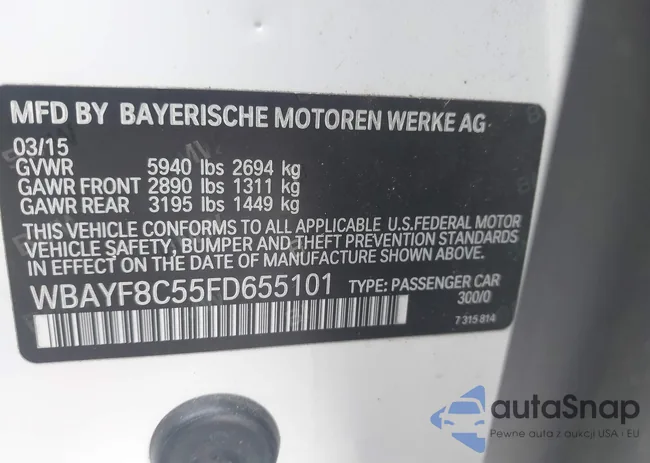 MFD BY BAYERISCHE MOTOREN WERKE AG
03/15
GVWR 5940 lbs 2694 kg
GAWR FRONT 2890 lbs 1311 kg
GAWR REAR 3195 lbs 1449 kg
THIS VEHICLE CONFORMS TO ALL APPLICABLE U.S.FEDERAL MOTOR
VEHICLE SAFETY, BUMPER AND THEFT PREVENTION STANDARDS
IN EFFECT ON THE DATE OF MANUFACTURE SHOWN ABOVE.
WBAYF8C55FD655101 TYPE: PASSENGER CAR
300/0
7 315 814
autoSnap
Pewne auta z aukcji USA i EU